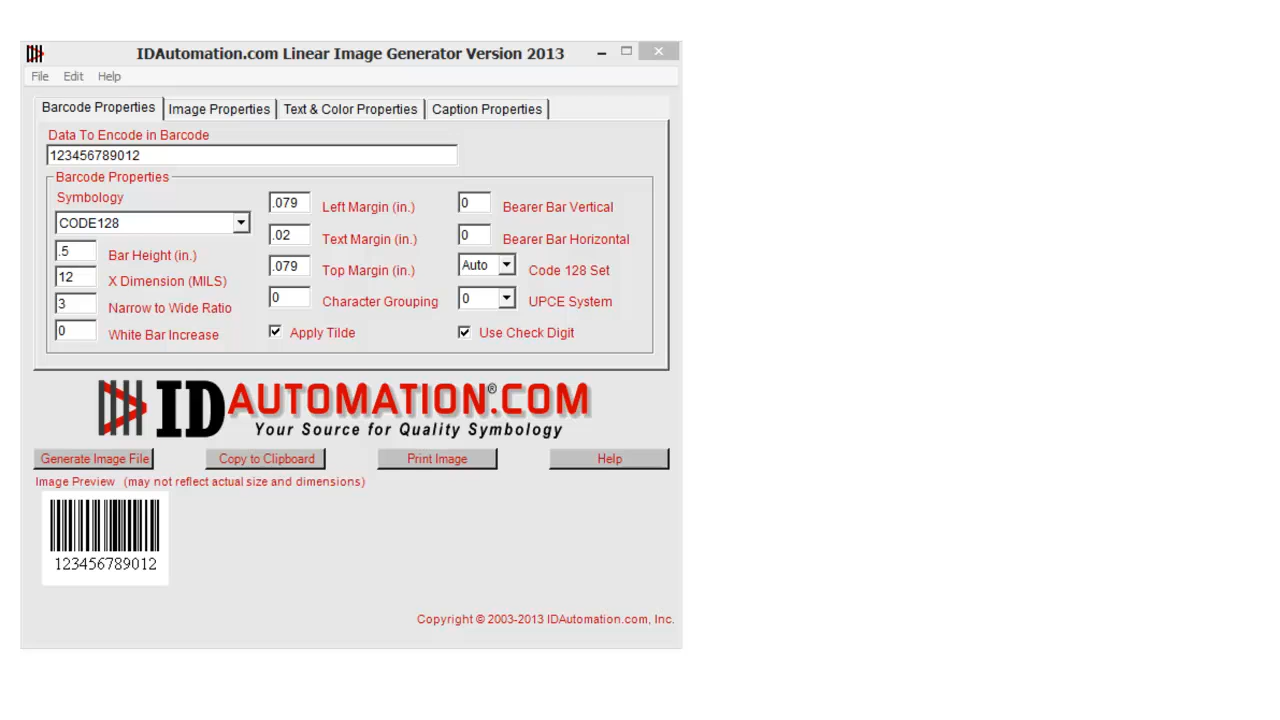 IDAutomation.com Linear Image Generator Version 2013
File Edit Help
Barcode Properties Image Properties Text & Color Properties Caption Properties
Data To Encode in Barcode
123456789012
Barcode Properties
Symbology
CODE128
.5 Bar Height (in.)
12 X Dimension (MILS)
3 Narrow to Wide Ratio
0 White Bar Increase
.079 Left Margin (in.)
.02 Text Margin (in.)
.079 Top Margin (in.)
0 Character Grouping
Apply Tilde
0 Bearer Bar Vertical
0 Bearer Bar Horizontal
Auto Code 128 Set
0 UPCE System
Use Check Digit
IDAUTOMATION.COM®
Your Source for Quality Symbology
Generate Image File Copy to Clipboard Print Image Help
Image Preview (may not reflect actual size and dimensions)
123456789012
Copyright © 2003-2013 IDAutomation.com, Inc.